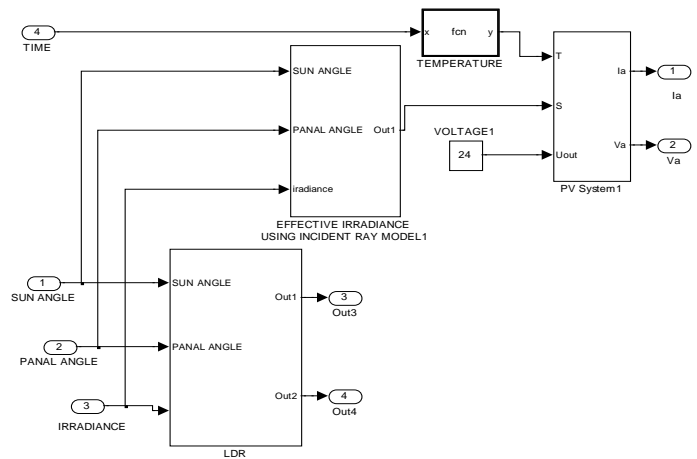 4
TIME
x
fcn
y
TEMPERATURE
SUN ANGLE
PANAL ANGLE
iradiance
Out1
EFFECTIVE IRRADIANCE
USING INCIDENT RAY MODEL1
VOLTAGE1
24
T
S
Uout
Ia
Va
PV System1
1
Ia
2
Va
1
SUN ANGLE
2
PANAL ANGLE
3
IRRADIANCE
SUN ANGLE
PANAL ANGLE
Out1
Out2
LDR
3
Out3
4
Out4